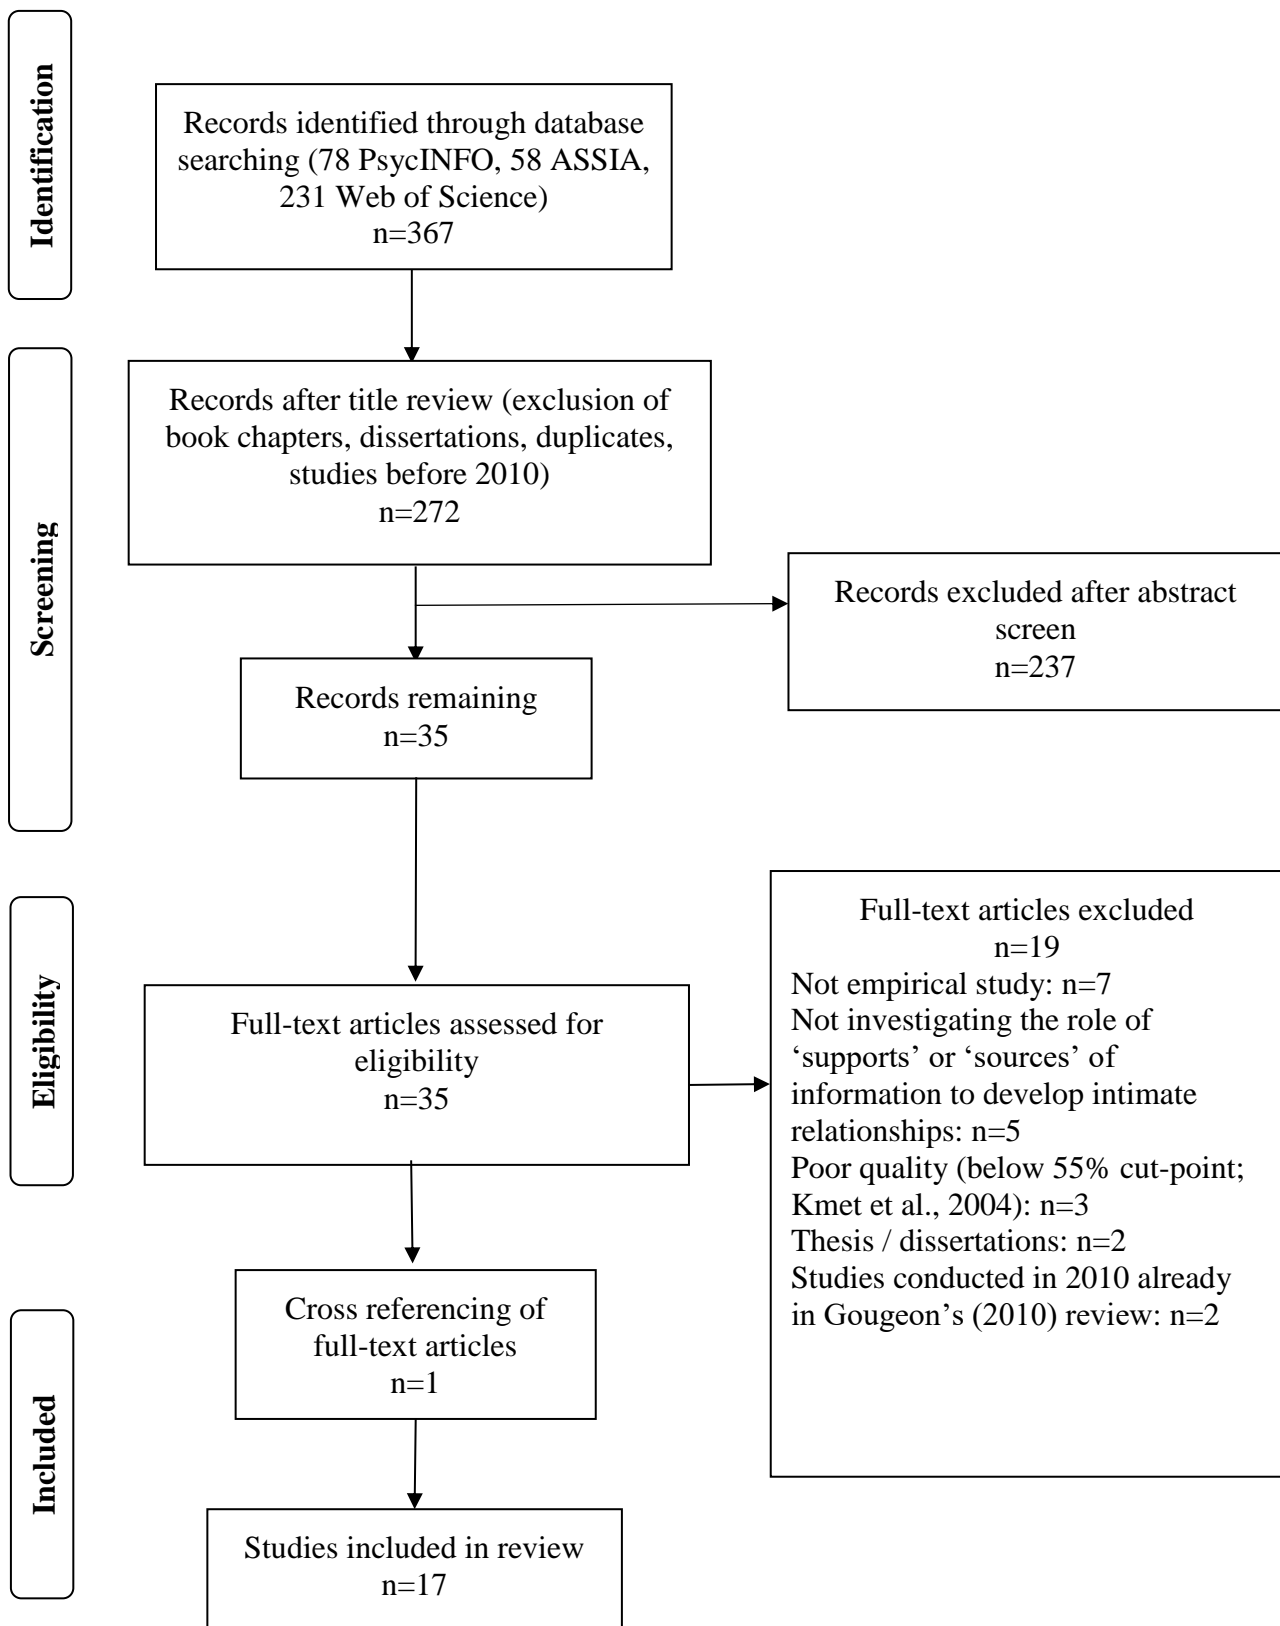 Identification
Records identified through database
searching (78 PsycINFO, 58 ASSIA,
231 Web of Science)
n=367
Screening
Records after title review (exclusion of
book chapters, dissertations, duplicates,
studies before 2010)
n=272
Records excluded after abstract
screen
n=237
Records remaining
n=35
Eligibility
Full-text articles assessed for
eligibility
n=35
Full-text articles excluded
n=19
Not empirical study: n=7
Not investigating the role of
‘supports’ or ‘sources’ of
information to develop intimate
relationships: n=5
Poor quality (below 55% cut-point;
Kmet et al., 2004): n=3
Thesis / dissertations: n=2
Studies conducted in 2010 already
in Gougeon’s (2010) review: n=2
Included
Cross referencing of
full-text articles
n=1
Studies included in review
n=17